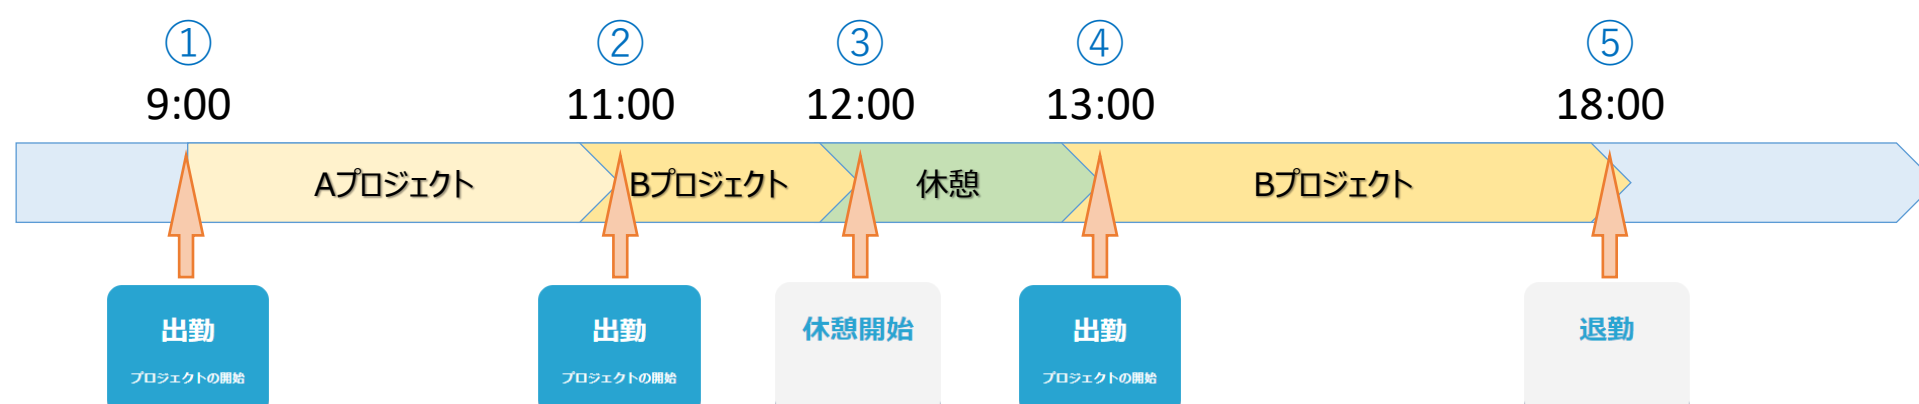 ① ② ③ ④ ⑤
9:00 11:00 12:00 13:00 18:00
Aプロジェクト Bプロジェクト 休憩 Bプロジェクト
出勤 出勤 休憩開始 出勤 退勤
プロジェクトの開始 プロジェクトの開始 プロジェクトの開始